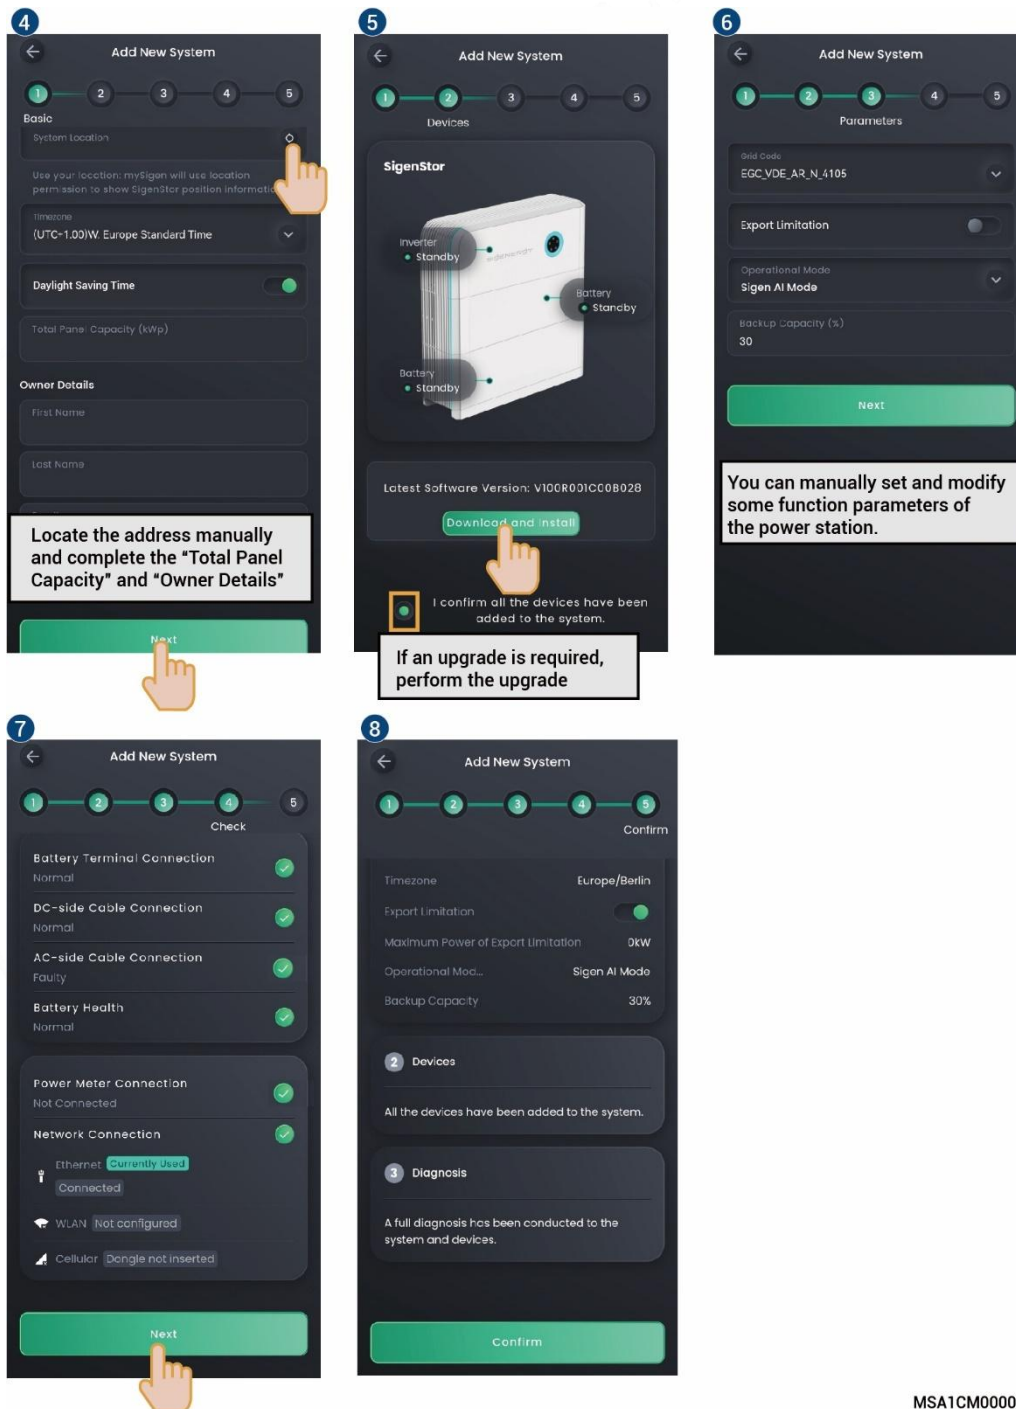 4
Add New System
1
2
3
4
5
Basic
System Location
Use your location: mySigen will use location
permission to show SigenStor position informatio
Timezone
(UTC+1.00)W. Europe Standard Time
Daylight Saving Time
Total Panel Capacity (kWp)
Owner Details
First Name
Last Name
Locate the address manually
and complete the “Total Panel
Capacity” and “Owner Details”
Next
5
Add New System
1
2
3
4
5
Devices
SigenStor
Inverter
Standby
Battery
Standby
Battery
Standby
Latest Software Version: V100R001C00B028
Download and Install
I confirm all the devices have been
added to the system.
If an upgrade is required,
perform the upgrade
6
Add New System
1
2
3
4
5
Parameters
Grid Code
EGC_VDE_AR_N_4105
Export Limitation
Operational Mode
Sigen AI Mode
Backup Capacity (%)
30
Next
You can manually set and modify
some function parameters of
the power station.
7
Add New System
1
2
3
4
5
Check
Battery Terminal Connection
Normal
DC-side Cable Connection
Normal
AC-side Cable Connection
Faulty
Battery Health
Normal
Power Meter Connection
Not Connected
Network Connection
Ethernet Currently Used
Connected
WLAN Not configured
Cellular Dongle not inserted
Next
8
Add New System
1
2
3
4
5
Confirm
Timezone Europe/Berlin
Export Limitation
Maximum Power of Export Limitation 0kW
Operational Mod... Sigen AI Mode
Backup Capacity 30%
2 Devices
All the devices have been added to the system.
3 Diagnosis
A full diagnosis has been conducted to the
system and devices.
Confirm
MSA1CM0000